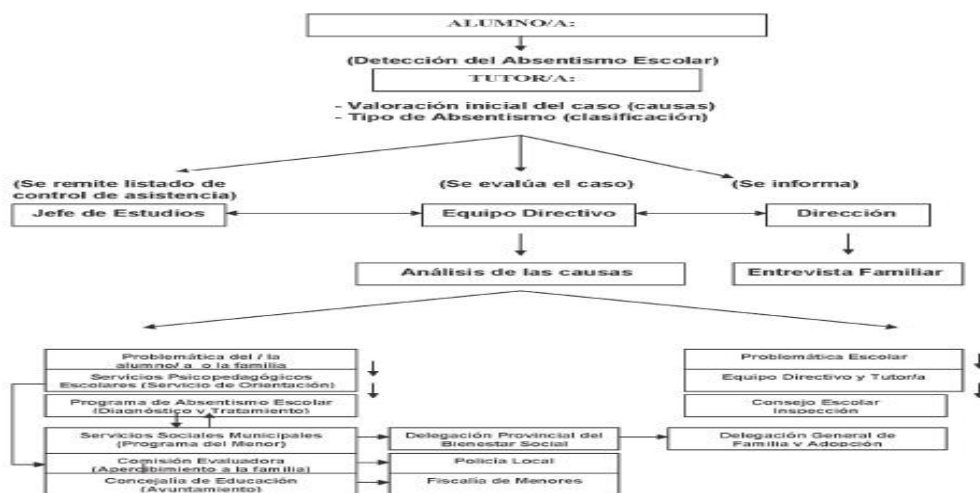 ALUMNO/A:
(Detección del Absentismo Escolar)
TUTOR/A:
- Valoración inicial del caso (causas)
- Tipo de Absentismo (clasificación)
(Se remite listado de
control de asistencia)
(Se evalúa el caso)
(Se informa)
Jefe de Estudios
Equipo Directivo
Dirección
Análisis de las causas
Entrevista Familiar
Problemática del / la
alumno/ a o la familia
Servicios Psicopedagógicos
Escolares (Servicio de Orientación)
Programa de Absentismo Escolar
(Diagnóstico y Tratamiento)
Problemática Escolar
Equipo Directivo y Tutor/a
Consejo Escolar
Inspección
Servicios Sociales Municipales
(Programa del Menor)
Delegación Provincial del
Bienestar Social
Delegación General de
Familia y Adopción
Comisión Evaluadora
(Apercibimiento a la familia)
Policía Local
Concejalía de Educación
(Ayuntamiento)
Fiscalía de Menores